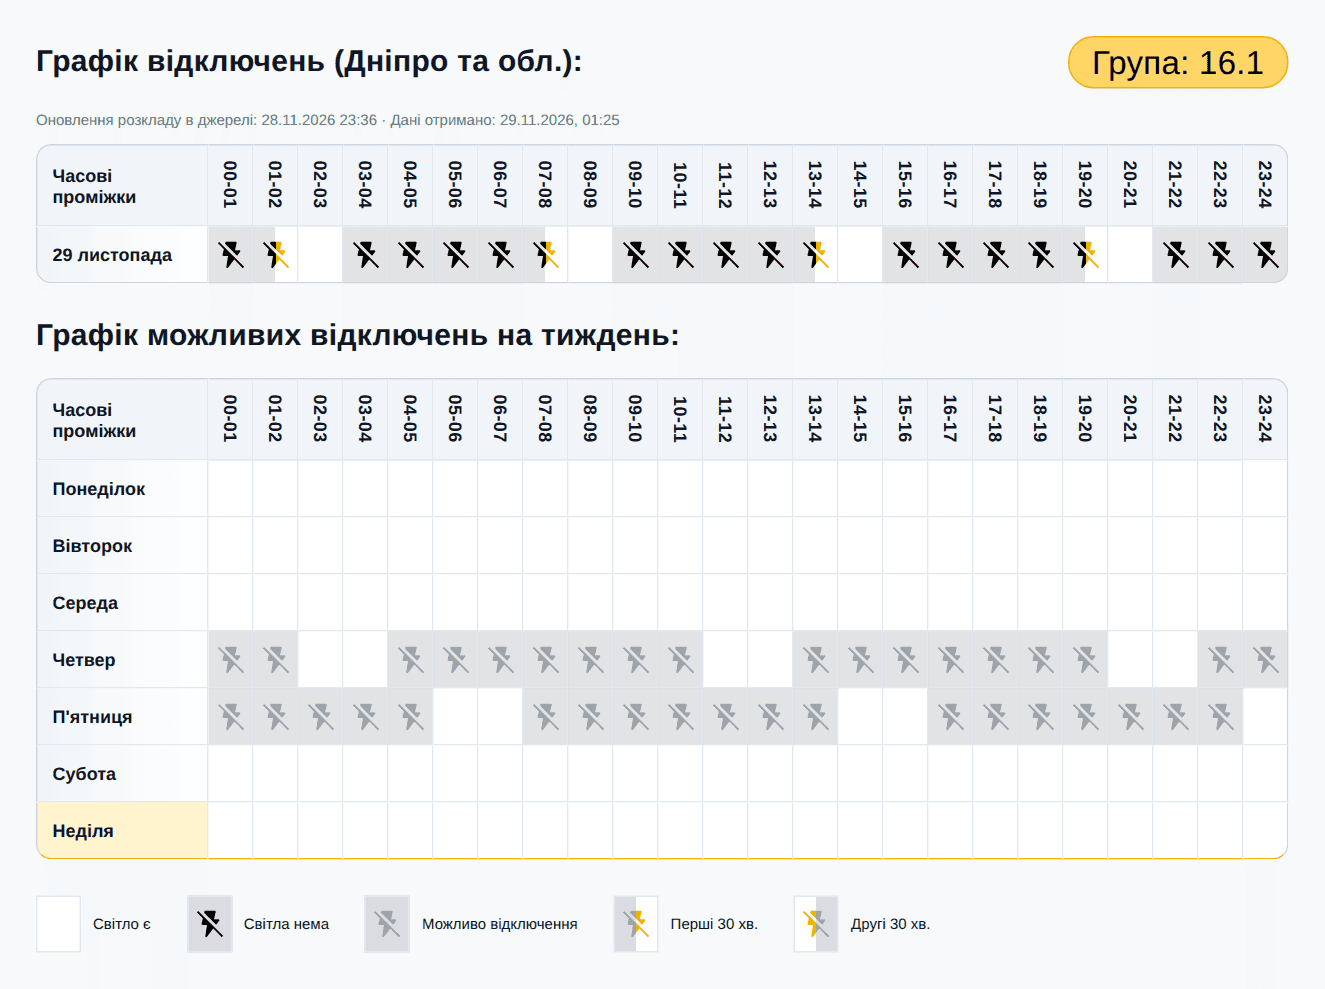 Графік відключень (Дніпро та обл.):
Група: 16.1
Оновлення розкладу в джерелі: 28.11.2026 23:36 · Дані отримано: 29.11.2026, 01:25
Часові проміжки 00-01 01-02 02-03 03-04 04-05 05-06 06-07 07-08 08-09 09-10 10-11 11-12 12-13 13-14 14-15 15-16 16-17 17-18 18-19 19-20 20-21 21-22 22-23 23-24
29 листопада
Графік можливих відключень на тиждень:
Часові проміжки 00-01 01-02 02-03 03-04 04-05 05-06 06-07 07-08 08-09 09-10 10-11 11-12 12-13 13-14 14-15 15-16 16-17 17-18 18-19 19-20 20-21 21-22 22-23 23-24
Понеділок
Вівторок
Середа
Четвер
П'ятниця
Субота
Неділя
Світло є Світла нема Можливо відключення Перші 30 хв. Другі 30 хв.